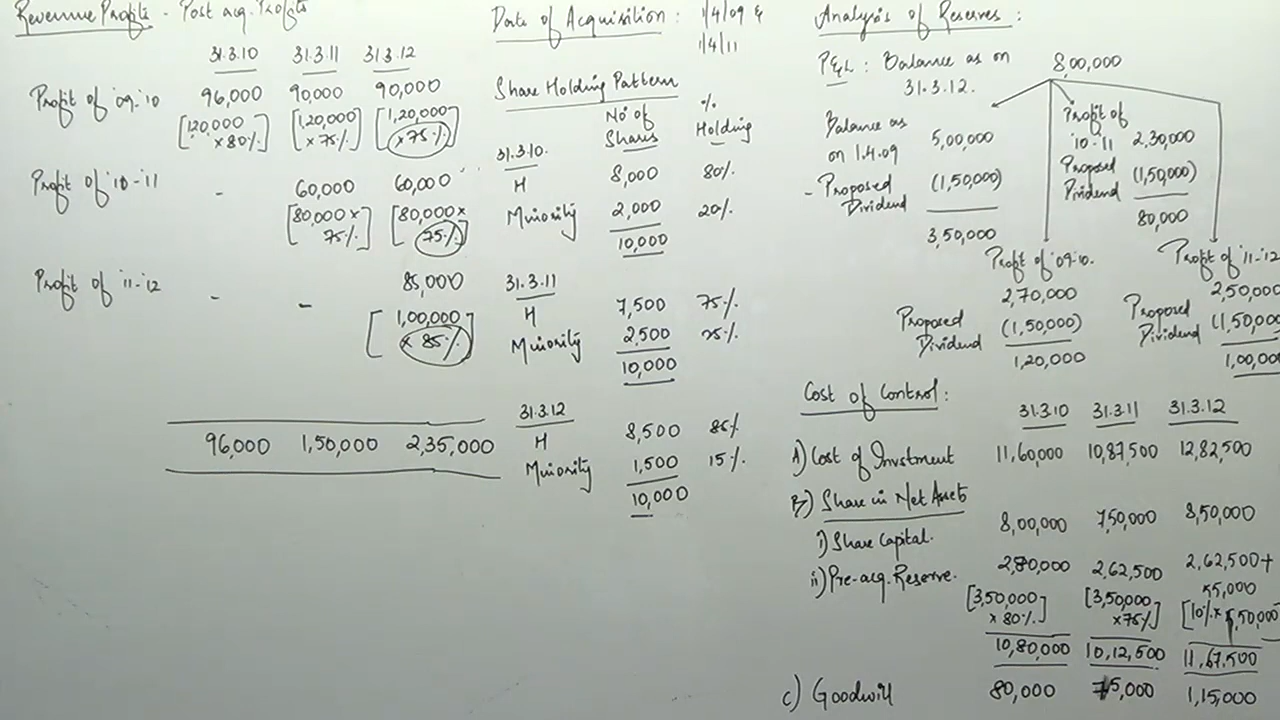 Revenue Profits - Post acq. Profits
31.3.10 31.3.11 31.3.12
Profit of '09-'10 96,000 90,000 90,000
[1,20,000 × 80%] [1,20,000 × 75%] [1,20,000 × 75%]
Profit of '10-'11 - 60,000 60,000
[80,000 × 75%] [80,000 × 75%]
Profit of '11-'12 - - 85,000
[1,00,000 × 85%]
96,000 1,50,000 2,35,000
Date of Acquisition : 1/4/09 &
1/4/11
Share Holding Pattern
No of Shares % Holding
31.3.10.
H 8,000 80%
Minority 2,000 20%
10,000
31.3.11
H 7,500 75%
Minority 2,500 25%
10,000
31.3.12
H 8,500 85%
Minority 1,500 15%
10,000
Analysis of Reserves :
P&L : Balance as on 31.3.12. 8,00,000
Balance as on 1.4.09 5,00,000
- Proposed Dividend (1,50,000)
3,50,000
Profit of '10-'11 2,30,000
Proposed Dividend (1,50,000)
80,000
Profit of '09-10.
2,70,000
Proposed Dividend (1,50,000)
1,20,000
Profit of '11-'12
2,50,000
Proposed Dividend (1,50,000
1,00,000
Cost of Control :
31.3.10 31.3.11 31.3.12
A) Cost of Invstment 11,60,000 10,87,500 12,82,500
B) Share in Net Assets
i) Share Capital. 8,00,000 7,50,000 8,50,000
ii) Pre-acq. Reserve. 2,80,000 2,62,500 2,62,500 +
55,000
[3,50,000 × 80%] [3,50,000 × 75%] [10% × 5,50,000
10,80,000 10,12,500 11,67,500
C) Goodwill 80,000 75,000 1,15,000